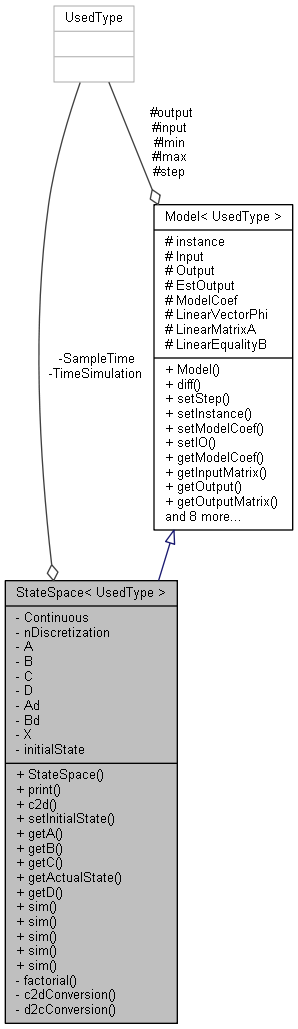 UsedType
#output
#input
#lmin
#lmax
#step
Model< UsedType >
# instance
# Input
# Output
# EstOutput
# ModelCoef
# LinearVectorPhi
# LinearMatrixA
# LinearEqualityB
+ Model()
+ diff()
+ setStep()
+ setInstance()
+ setModelCoef()
+ setIO()
+ getModelCoef()
+ getInputMatrix()
+ getOutput()
+ getOutputMatrix()
and 8 more...
-SampleTime
-TimeSimulation
StateSpace< UsedType >
- Continuous
- nDiscretization
- A
- B
- C
- D
- Ad
- Bd
- X
- initialState
+ StateSpace()
+ print()
+ c2d()
+ setInitialState()
+ getA()
+ getB()
+ getC()
+ getActualState()
+ getD()
+ sim()
+ sim()
+ sim()
+ sim()
+ sim()
- factorial()
- c2dConversion()
- d2cConversion()